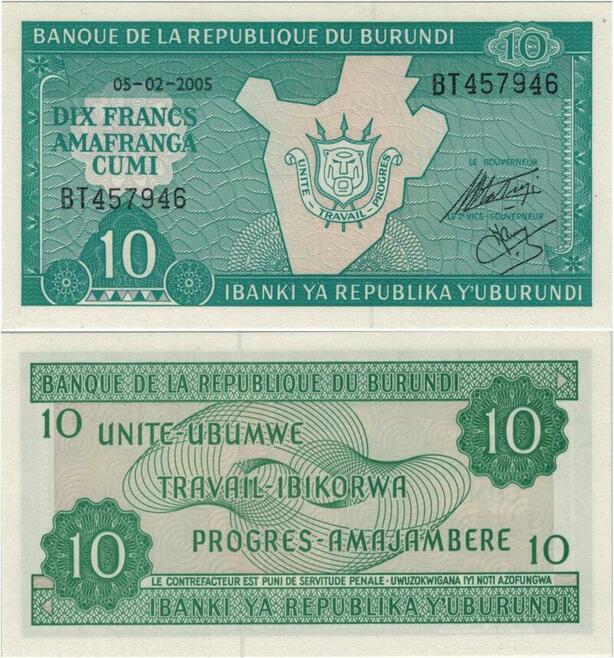 BANQUE DE LA REPUBLIQUE DU BURUNDI
10
05-02-2005
BT457946
DIX FRANCS
AMAFRANGA
CUMI
BT457946
UNITE - TRAVAIL - PROGRES
LE GOUVERNEUR
LE 2e VICE-GOUVERNEUR
10
IBANKI YA REPUBLIKA Y'UBURUNDI
BANQUE DE LA REPUBLIQUE DU BURUNDI
10
10
UNITE-UBUMWE
TRAVAIL-IBIKORWA
PROGRES-AMAJAMBERE
10
10
LE CONTREFACTEUR EST PUNI DE SERVITUDE PENALE - UWUZOKWIGANA IYI NOTI AZOFUNGWA
IBANKI YA REPUBLIKA Y'UBURUNDI